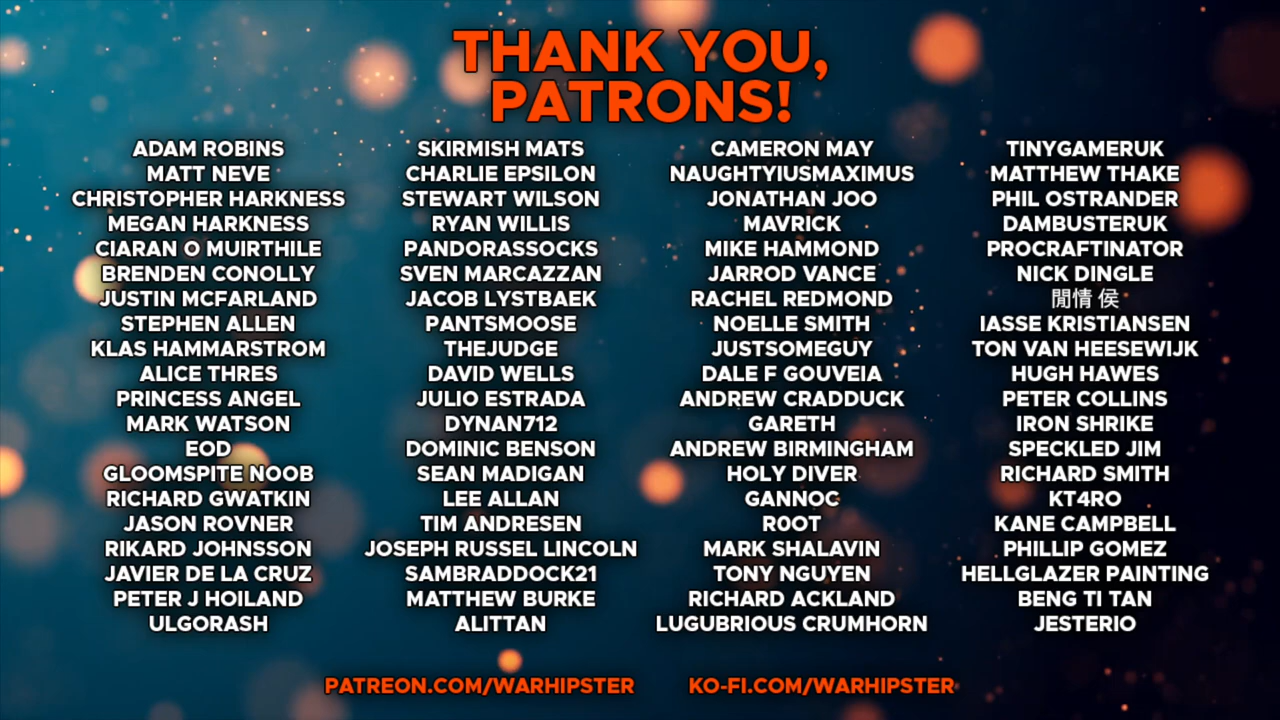 THANK YOU,
PATRONS!
ADAM ROBINS
MATT NEVE
CHRISTOPHER HARKNESS
MEGAN HARKNESS
CIARAN O MUIRTHILE
BRENDEN CONOLLY
JUSTIN MCFARLAND
STEPHEN ALLEN
KLAS HAMMARSTROM
ALICE THRES
PRINCESS ANGEL
MARK WATSON
EOD
GLOOMSPITE NOOB
RICHARD GWATKIN
JASON ROVNER
RIKARD JOHNSSON
JAVIER DE LA CRUZ
PETER J HOILAND
ULGORASH
SKIRMISH MATS
CHARLIE EPSILON
STEWART WILSON
RYAN WILLIS
PANDORASSOCKS
SVEN MARCAZZAN
JACOB LYSTBAEK
PANTSMOOSE
THEJUDGE
DAVID WELLS
JULIO ESTRADA
DYNAN712
DOMINIC BENSON
SEAN MADIGAN
LEE ALLAN
TIM ANDRESEN
JOSEPH RUSSEL LINCOLN
SAMBRADDOCK21
MATTHEW BURKE
ALITTAN
CAMERON MAY
NAUGHTYIUSMAXIMUS
JONATHAN JOO
MAVRICK
MIKE HAMMOND
JARROD VANCE
RACHEL REDMOND
NOELLE SMITH
JUSTSOMEGUY
DALE F GOUVEIA
ANDREW CRADDUCK
GARETH
ANDREW BIRMINGHAM
HOLY DIVER
GANNOC
R0OT
MARK SHALAVIN
TONY NGUYEN
RICHARD ACKLAND
LUGUBRIOUS CRUMHORN
TINYGAMERUK
MATTHEW THAKE
PHIL OSTRANDER
DAMBUSTERUK
PROCRAFTINATOR
NICK DINGLE
閒情 侯
IASSE KRISTIANSEN
TON VAN HEESEWIJK
HUGH HAWES
PETER COLLINS
IRON SHRIKE
SPECKLED JIM
RICHARD SMITH
KT4RO
KANE CAMPBELL
PHILLIP GOMEZ
HELLGLAZER PAINTING
BENG TI TAN
JESTERIO
PATREON.COM/WARHIPSTER
KO-FI.COM/WARHIPSTER